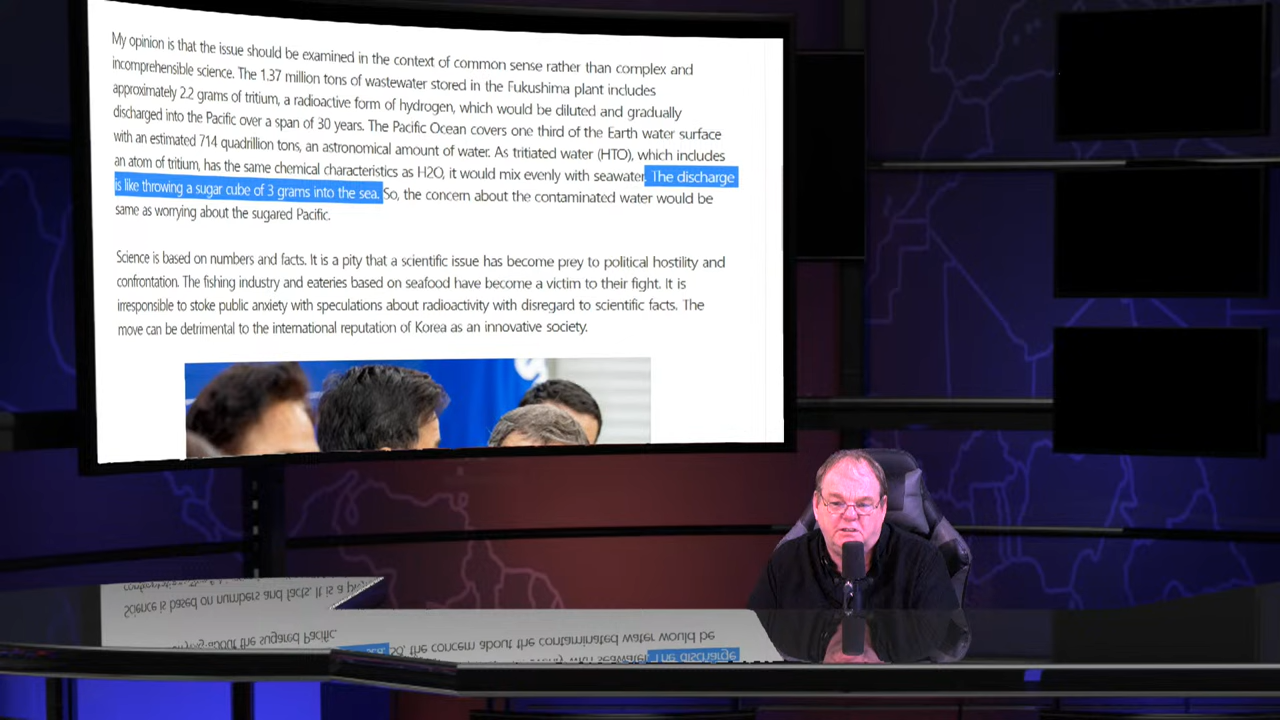 My opinion is that the issue should be examined in the context of common sense rather than complex and
incomprehensible science. The 1.37 million tons of wastewater stored in the Fukushima plant includes
approximately 2.2 grams of tritium, a radioactive form of hydrogen, which would be diluted and gradually
discharged into the Pacific over a span of 30 years. The Pacific Ocean covers one third of the Earth water surface
with an estimated 714 quadrillion tons, an astronomical amount of water. As tritiated water (HTO), which includes
an atom of tritium, has the same chemical characteristics as H2O, it would mix evenly with seawater. The discharge
is like throwing a sugar cube of 3 grams into the sea. So, the concern about the contaminated water would be
same as worrying about the sugared Pacific.
Science is based on numbers and facts. It is a pity that a scientific issue has become prey to political hostility and
confrontation. The fishing industry and eateries based on seafood have become a victim to their fight. It is
irresponsible to stoke public anxiety with speculations about radioactivity with disregard to scientific facts. The
move can be detrimental to the international reputation of Korea as an innovative society.